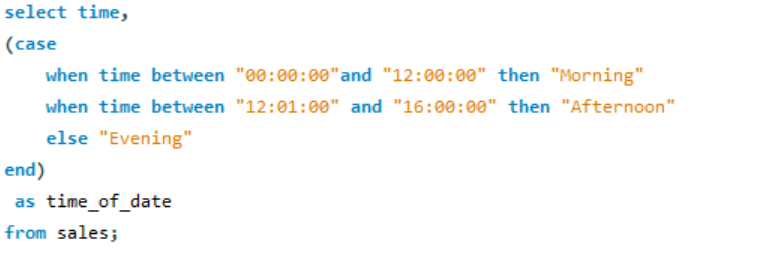 select time,
(case
when time between "00:00:00"and "12:00:00" then "Morning"
when time between "12:01:00" and "16:00:00" then "Afternoon"
else "Evening"
end)
as time_of_date
from sales;